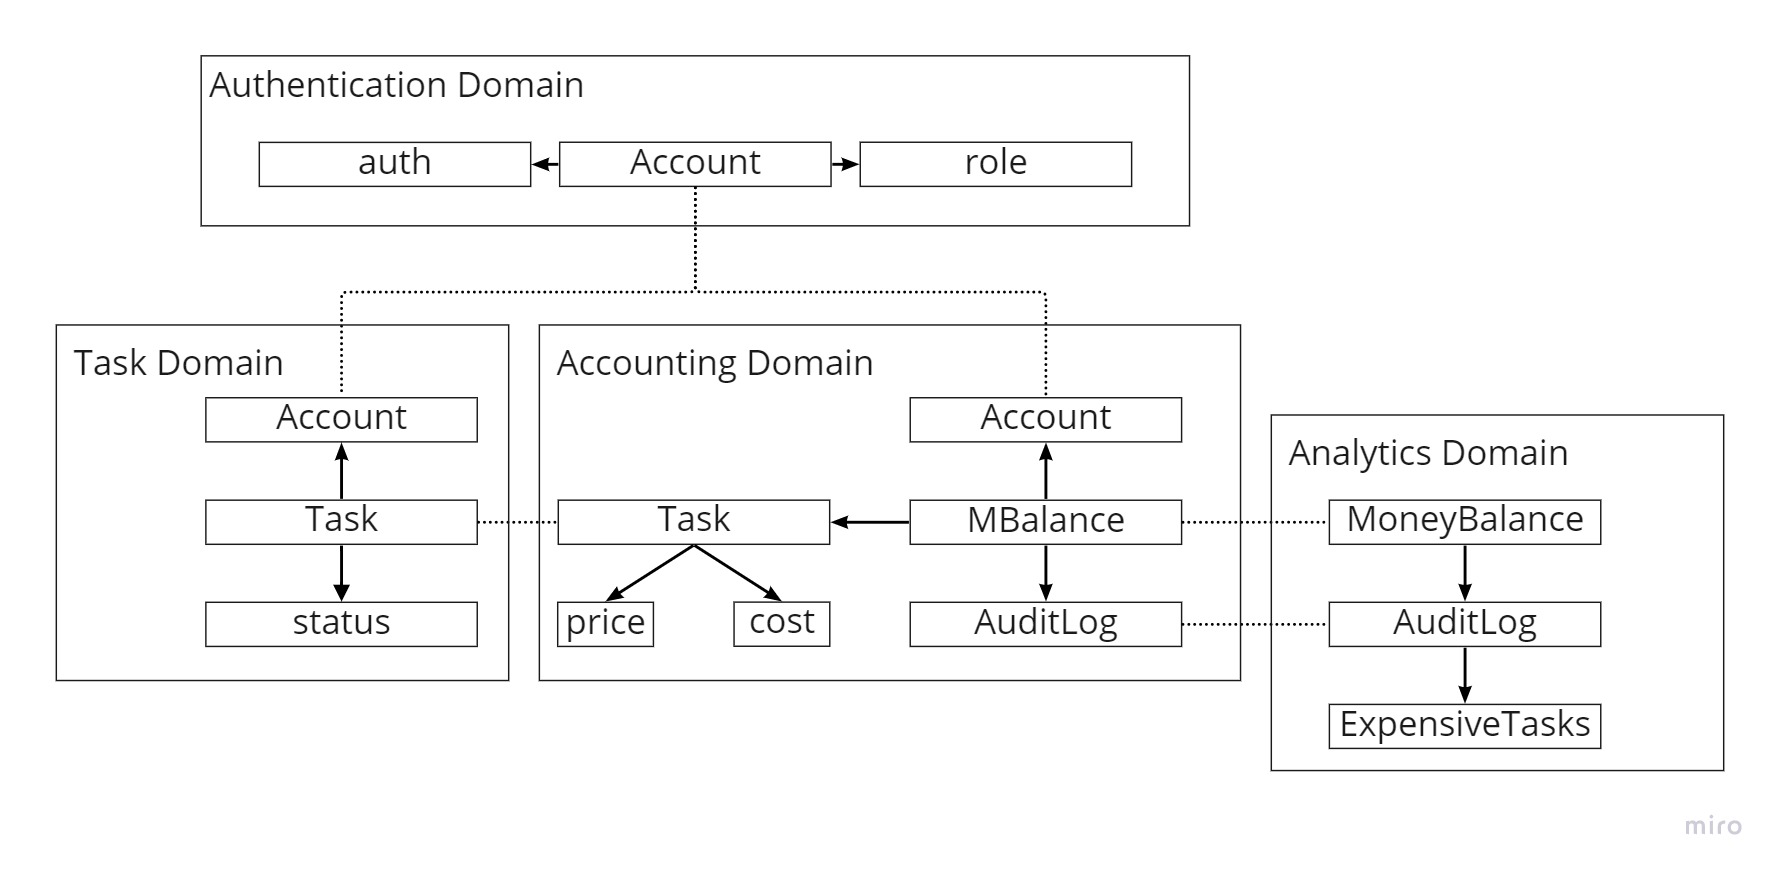 Authentication Domain
auth
Account
role
Task Domain
Account
Task
status
Accounting Domain
Account
Task
MBalance
price
cost
AuditLog
Analytics Domain
MoneyBalance
AuditLog
ExpensiveTasks
miro